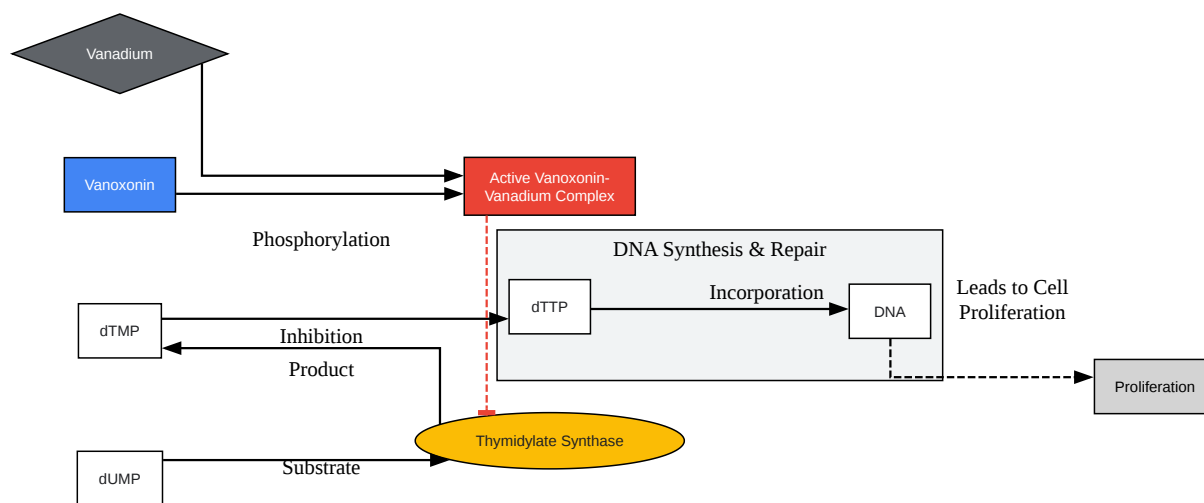 Vanadium
Vanoxonin
Active Vanoxonin-
Vanadium Complex
Phosphorylation
DNA Synthesis & Repair
dTMP
dTTP
Incorporation
DNA
Leads to Cell
Proliferation
Inhibition
Product
Proliferation
Thymidylate Synthase
dUMP
Substrate